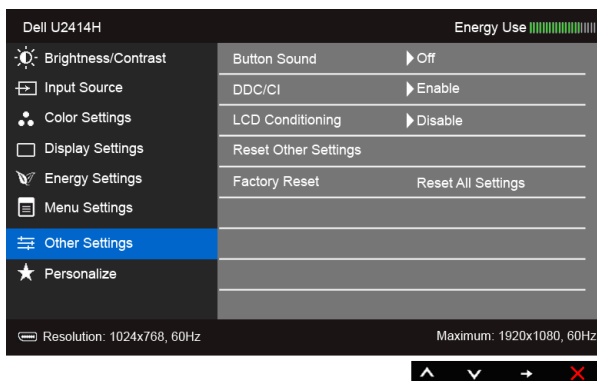 Dell U2414H Energy Use
Brightness/Contrast Button Sound Off
Input Source DDC/CI Enable
Color Settings LCD Conditioning Disable
Display Settings Reset Other Settings
Energy Settings Factory Reset Reset All Settings
Menu Settings
Other Settings
Personalize
Resolution: 1024x768, 60Hz Maximum: 1920x1080, 60Hz